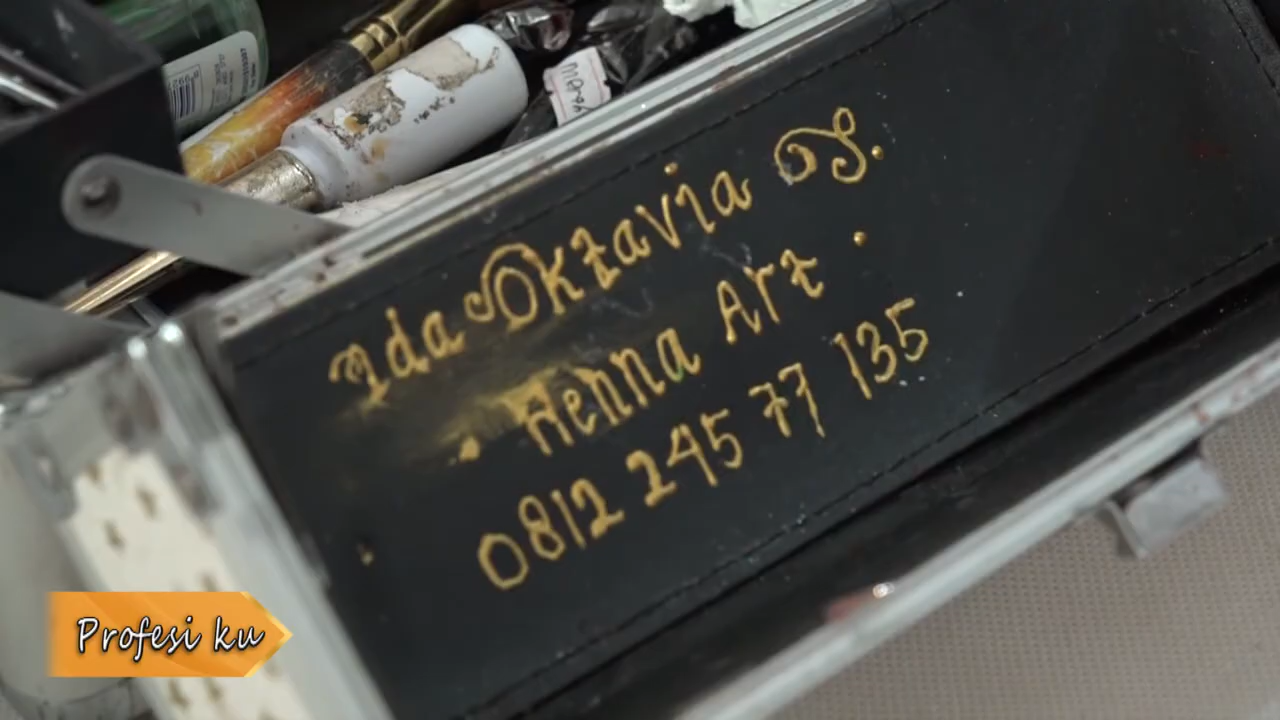 Ida Oktavia S.
. Henna Art .
0812 245 77 135
Profesi ku